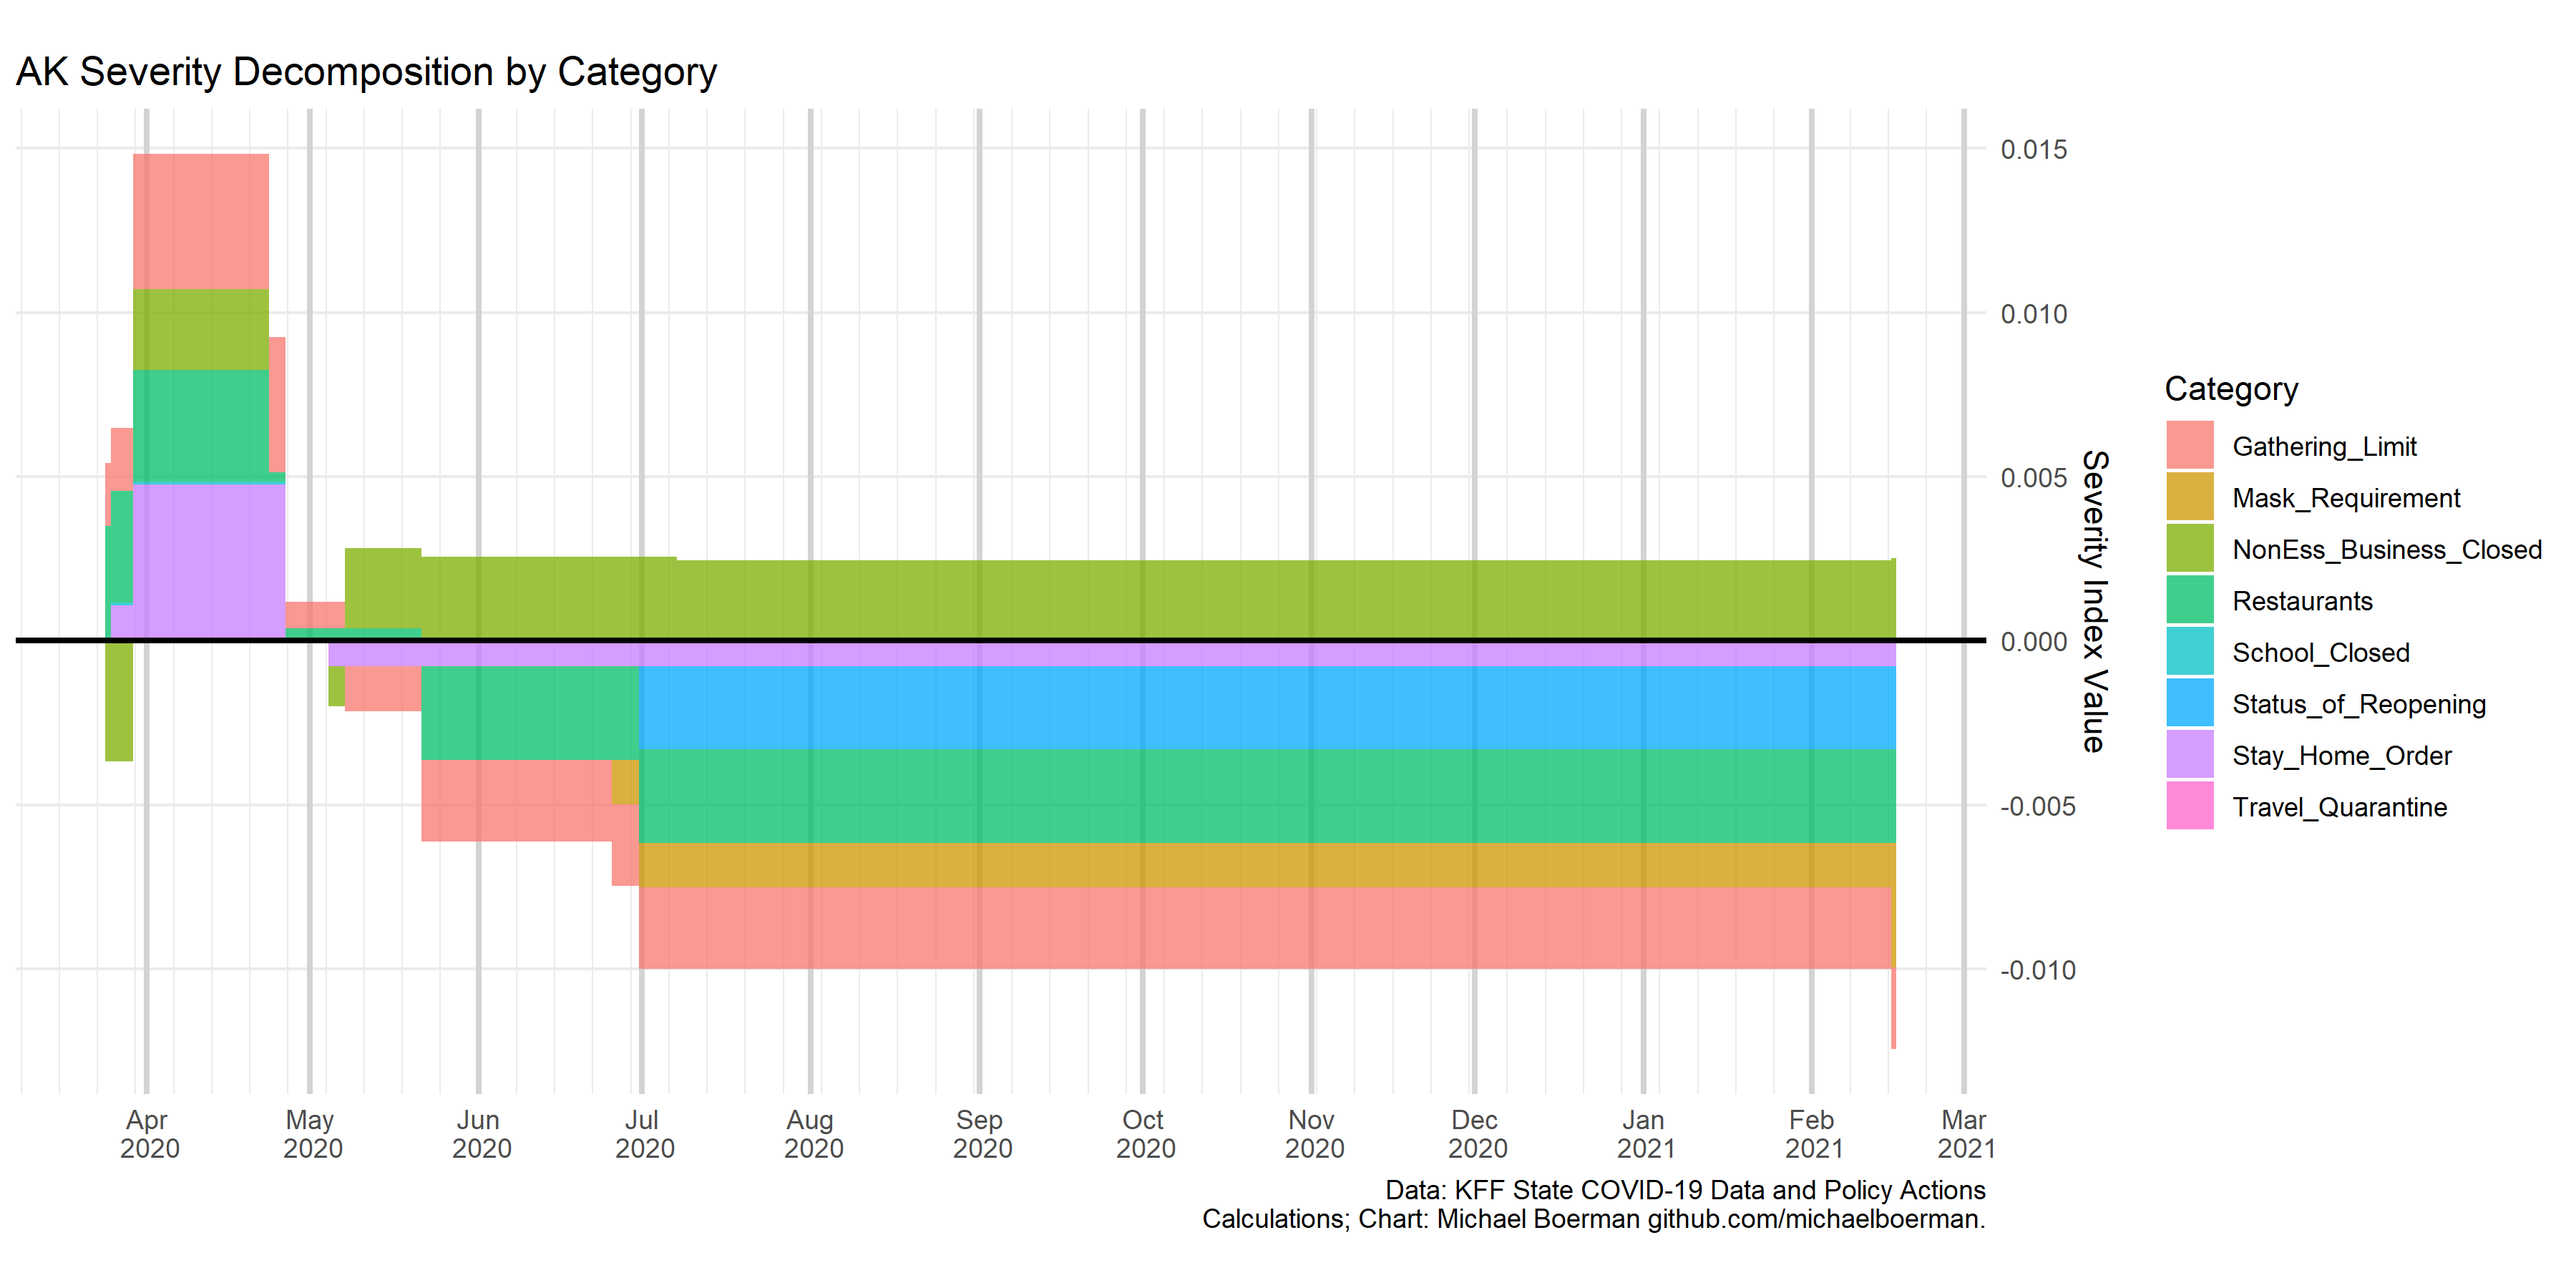 AK Severity Decomposition by Category
0.015
0.010
0.005
0.000
-0.005
-0.010
Severity Index Value
Category
Gathering_Limit
Mask_Requirement
NonEss_Business_Closed
Restaurants
School_Closed
Status_of_Reopening
Stay_Home_Order
Travel_Quarantine
Apr May Jun Jul Aug Sep Oct Nov Dec Jan Feb Mar
2020 2020 2020 2020 2020 2020 2020 2020 2020 2021 2021 2021
Data: KFF State COVID-19 Data and Policy Actions
Calculations; Chart: Michael Boerman github.com/michaelboerman.